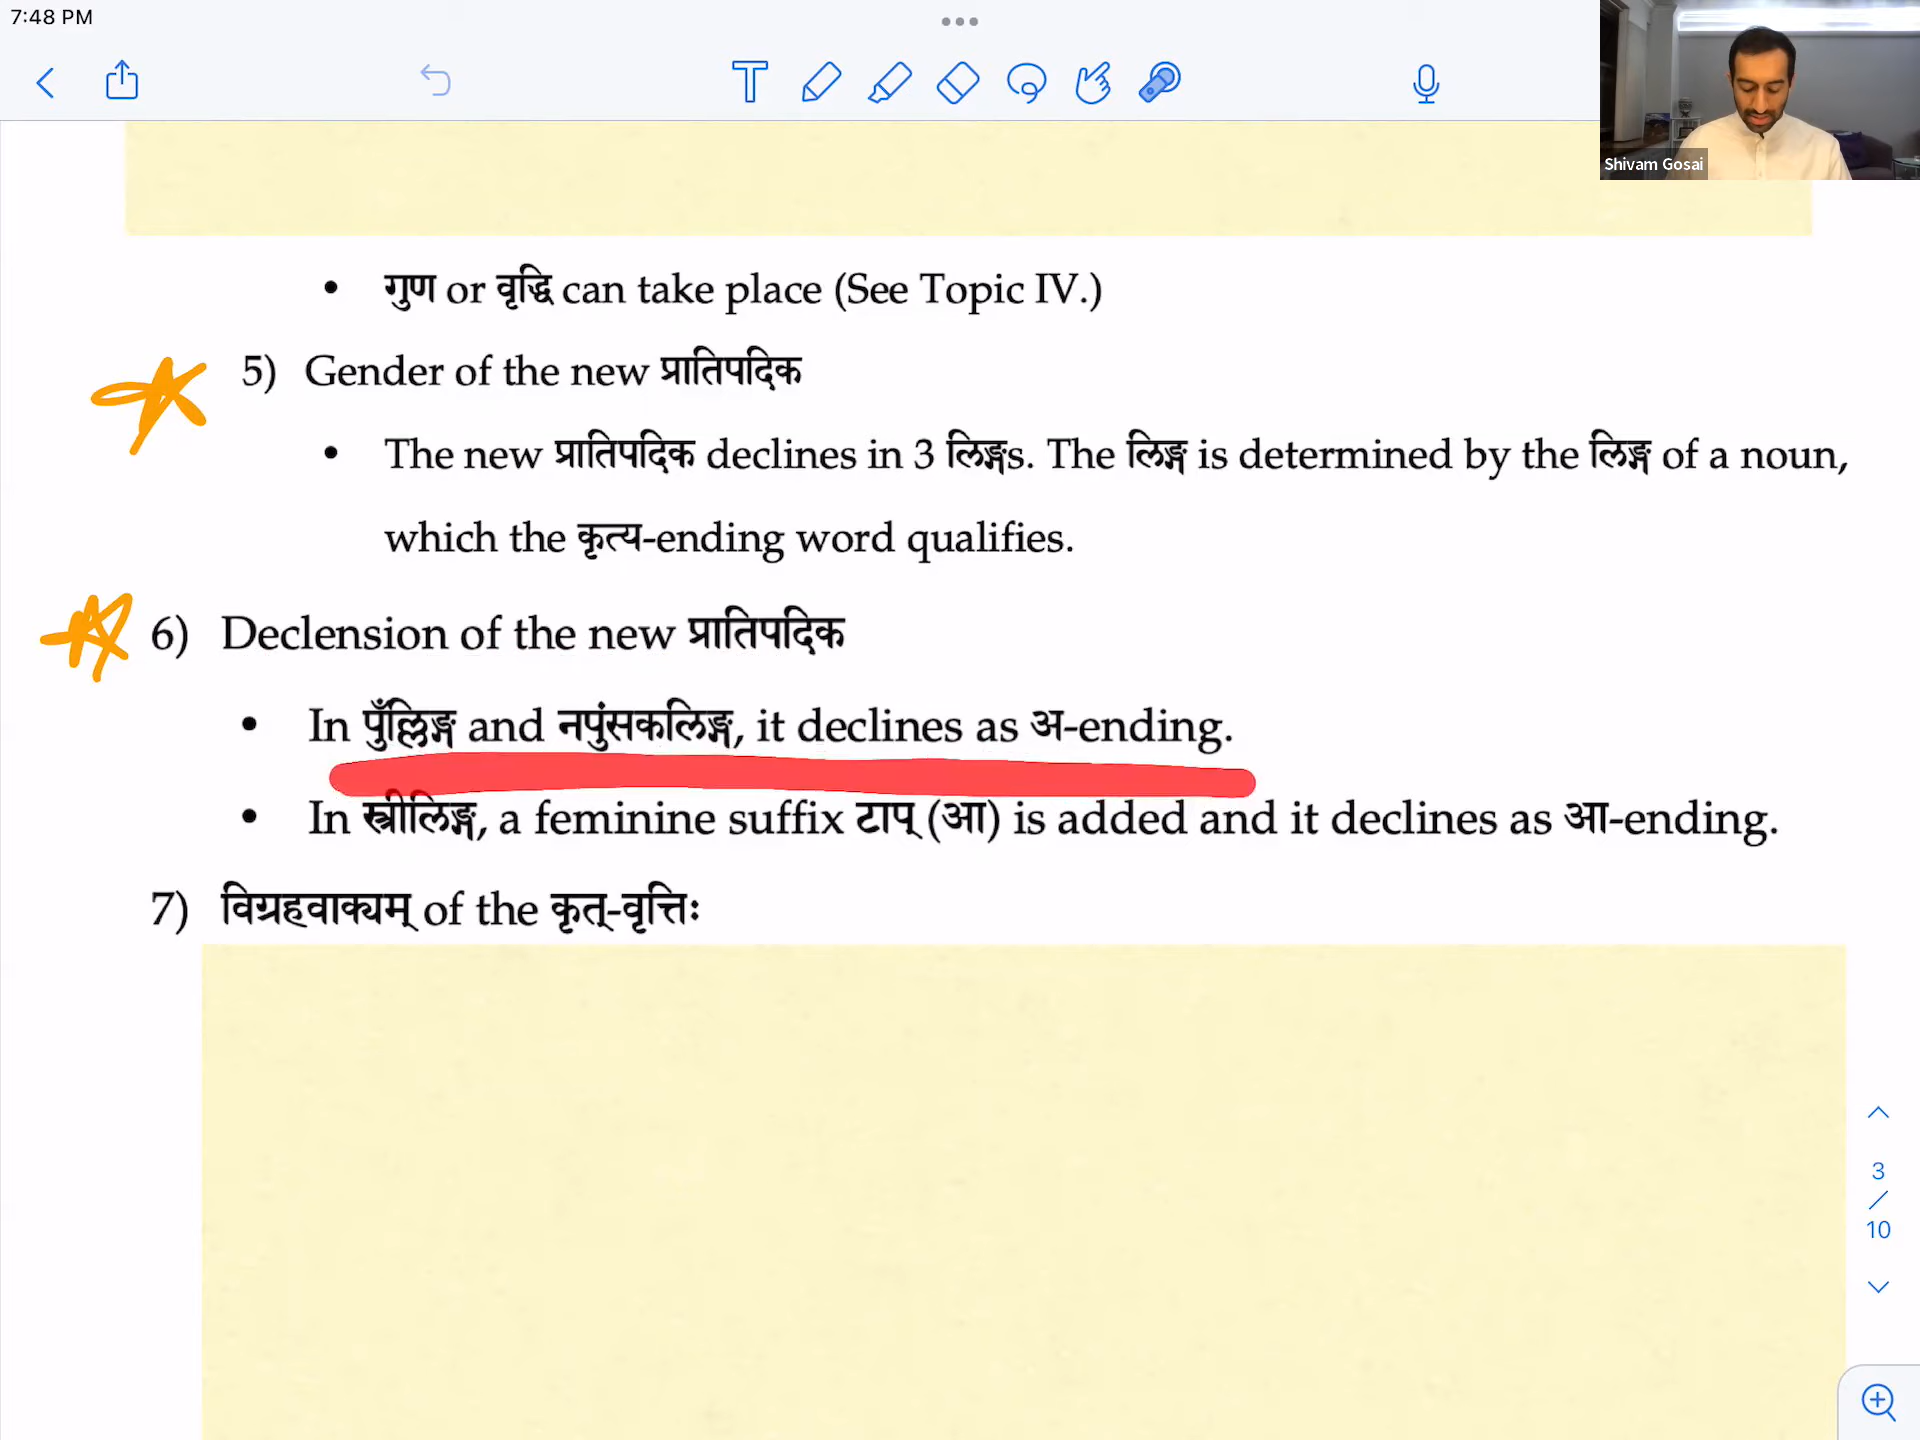 7:48 PM
Shivam Gosai
• गुण or वृद्धि can take place (See Topic IV.)
5) Gender of the new प्रातिपदिक
• The new प्रातिपदिक declines in 3 लिङ्गs. The लिङ्ग is determined by the लिङ्ग of a noun,
which the कृत्य-ending word qualifies.
6) Declension of the new प्रातिपदिक
• In पुँल्लिङ्ग and नपुंसकलिङ्ग, it declines as अ-ending.
• In स्त्रीलिङ्ग, a feminine suffix टाप् (आ) is added and it declines as आ-ending.
7) विग्रहवाक्यम् of the कृत्-वृत्तिः
3
/
10